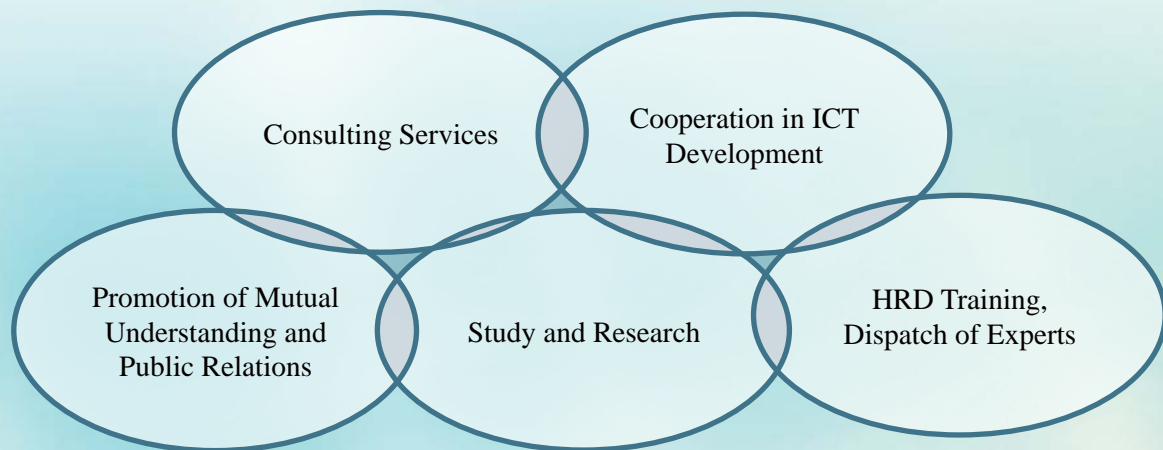 Consulting Services
Cooperation in ICT
Development
Promotion of Mutual
Understanding and
Public Relations
Study and Research
HRD Training,
Dispatch of Experts